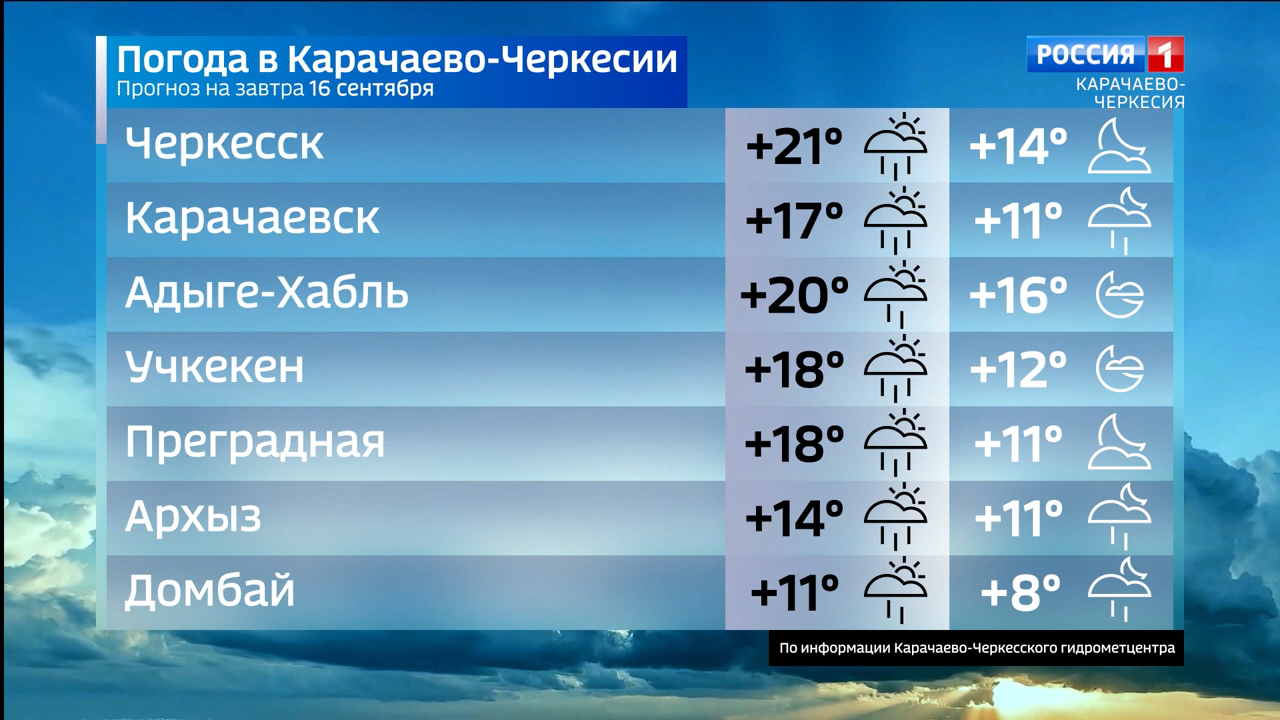 Погода в Карачаево-Черкесии
Прогноз на завтра 16 сентября
РОССИЯ 1
КАРАЧАЕВО-
ЧЕРКЕСИЯ
Черкесск +21° +14°
Карачаевск +17° +11°
Адыге-Хабль +20° +16°
Учкекен +18° +12°
Преградная +18° +11°
Архыз +14° +11°
Домбай +11° +8°
По информации Карачаево-Черкесского гидрометцентра